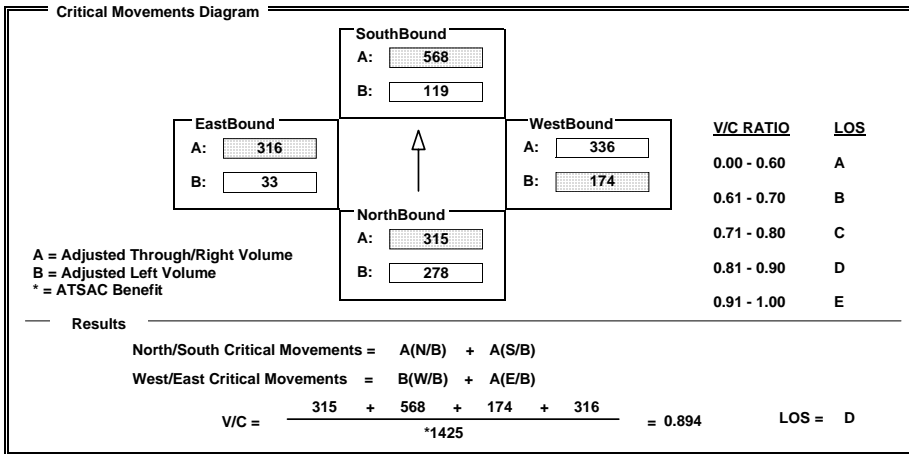 Critical Movements Diagram
SouthBound
A: 568
B: 119
EastBound
A: 316
B: 33
WestBound
A: 336
B: 174
NorthBound
A: 315
B: 278
V/C RATIO LOS
0.00 - 0.60 A
0.61 - 0.70 B
0.71 - 0.80 C
0.81 - 0.90 D
0.91 - 1.00 E
A = Adjusted Through/Right Volume
B = Adjusted Left Volume
* = ATSAC Benefit
Results
North/South Critical Movements = A(N/B) + A(S/B)
West/East Critical Movements = B(W/B) + A(E/B)
V/C = 315 + 568 + 174 + 316 = 0.894 LOS = D
*1425